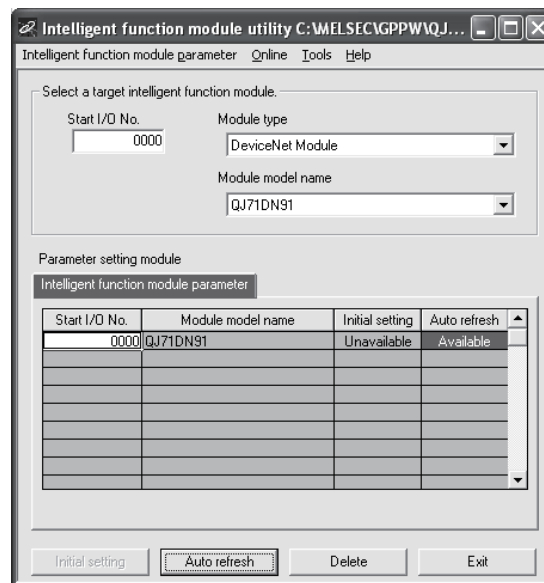 Intelligent function module utility C:\MELSEC\GPPW\QJ...
Intelligent function module parameter Online Tools Help
Select a target intelligent function module.
Start I/O No. Module type
0000 DeviceNet Module
Module model name
QJ71DN91
Parameter setting module
Intelligent function module parameter
Start I/O No. Module model name Initial setting Auto refresh
0000 QJ71DN91 Unavailable Available
Initial setting Auto refresh Delete Exit